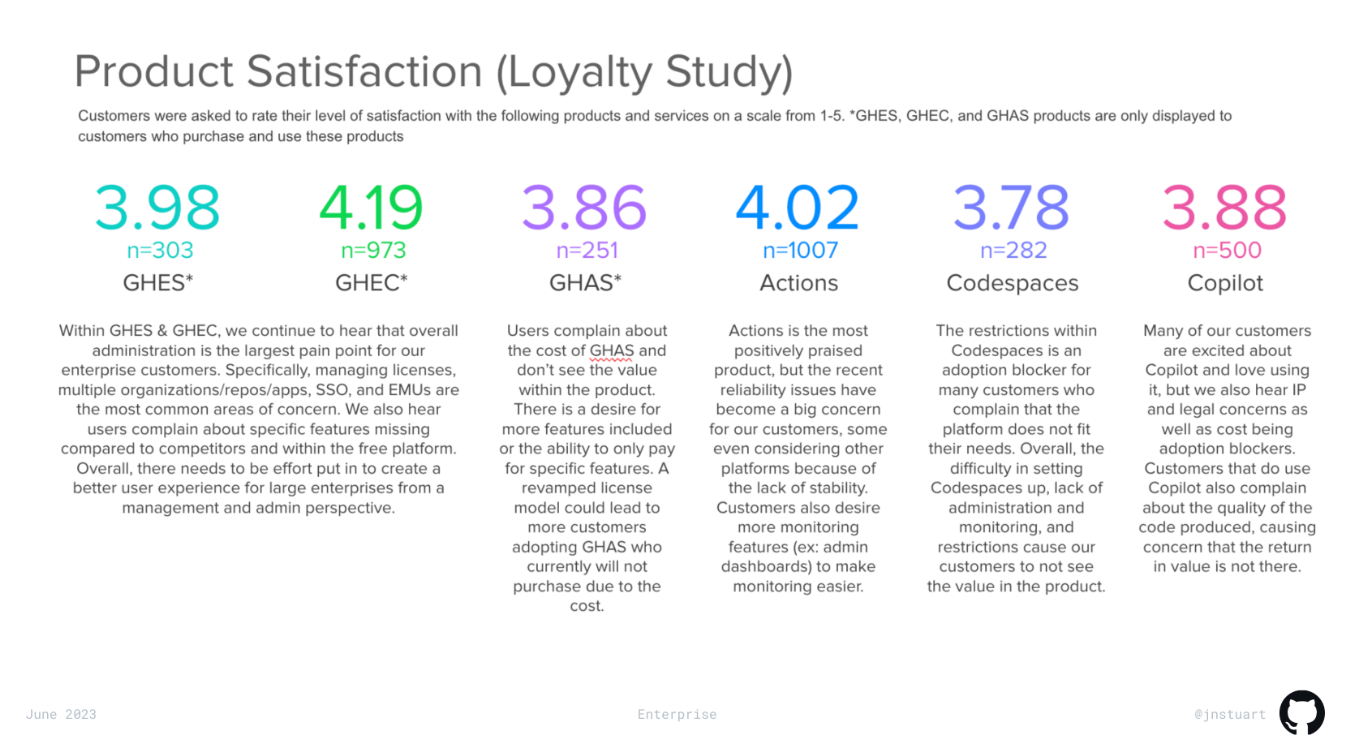 Product Satisfaction (Loyalty Study)
Customers were asked to rate their level of satisfaction with the following products and services on a scale from 1-5. *GHES, GHEC, and GHAS products are only displayed to
customers who purchase and use these products
3.98
n=303
GHES*
4.19
n=973
GHEC*
Within GHES & GHEC, we continue to hear that overall
administration is the largest pain point for our
enterprise customers. Specifically, managing licenses,
multiple organizations/repos/apps, SSO, and EMUs are
the most common areas of concern. We also hear
users complain about specific features missing
compared to competitors and within the free platform.
Overall, there needs to be effort put in to create a
better user experience for large enterprises from a
management and admin perspective.
3.86
n=251
GHAS*
Users complain about
the cost of GHAS and
don't see the value
within the product.
There is a desire for
more features included
or the ability to only pay
for specific features. A
revamped license
model could lead to
more customers
adopting GHAS who
currently will not
purchase due to the
cost.
4.02
n=1007
Actions
Actions is the most
positively praised
product, but the recent
reliability issues have
become a big concern
for our customers, some
even considering other
platforms because of
the lack of stability.
Customers also desire
more monitoring
features (ex: admin
dashboards) to make
monitoring easier.
3.78
n=282
Codespaces
The restrictions within
Codespaces is an
adoption blocker for
many customers who
complain that the
platform does not fit
their needs. Overall, the
difficulty in setting
Codespaces up, lack of
administration and
monitoring, and
restrictions cause our
customers to not see
the value in the product.
3.88
n=500
Copilot
Many of our customers
are excited about
Copilot and love using
it, but we also hear IP
and legal concerns as
well as cost being
adoption blockers.
Customers that do use
Copilot also complain
about the quality of the
code produced, causing
concern that the return
in value is not there.
June 2023
Enterprise
@jnstuart